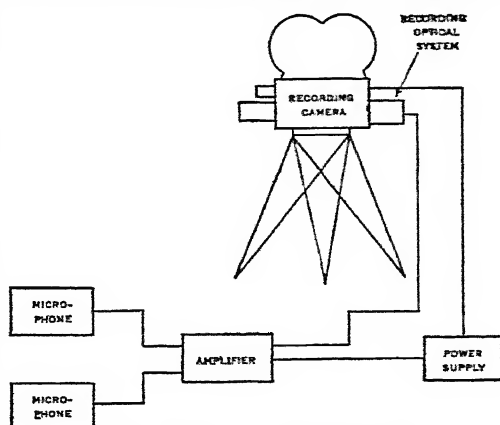 RECORDING
OPTICAL
SYSTEM
RECORDING
CAMERA
MICRO-
PHONE
AMPLIFIER
POWER
SUPPLY
MICRO-
PHONE